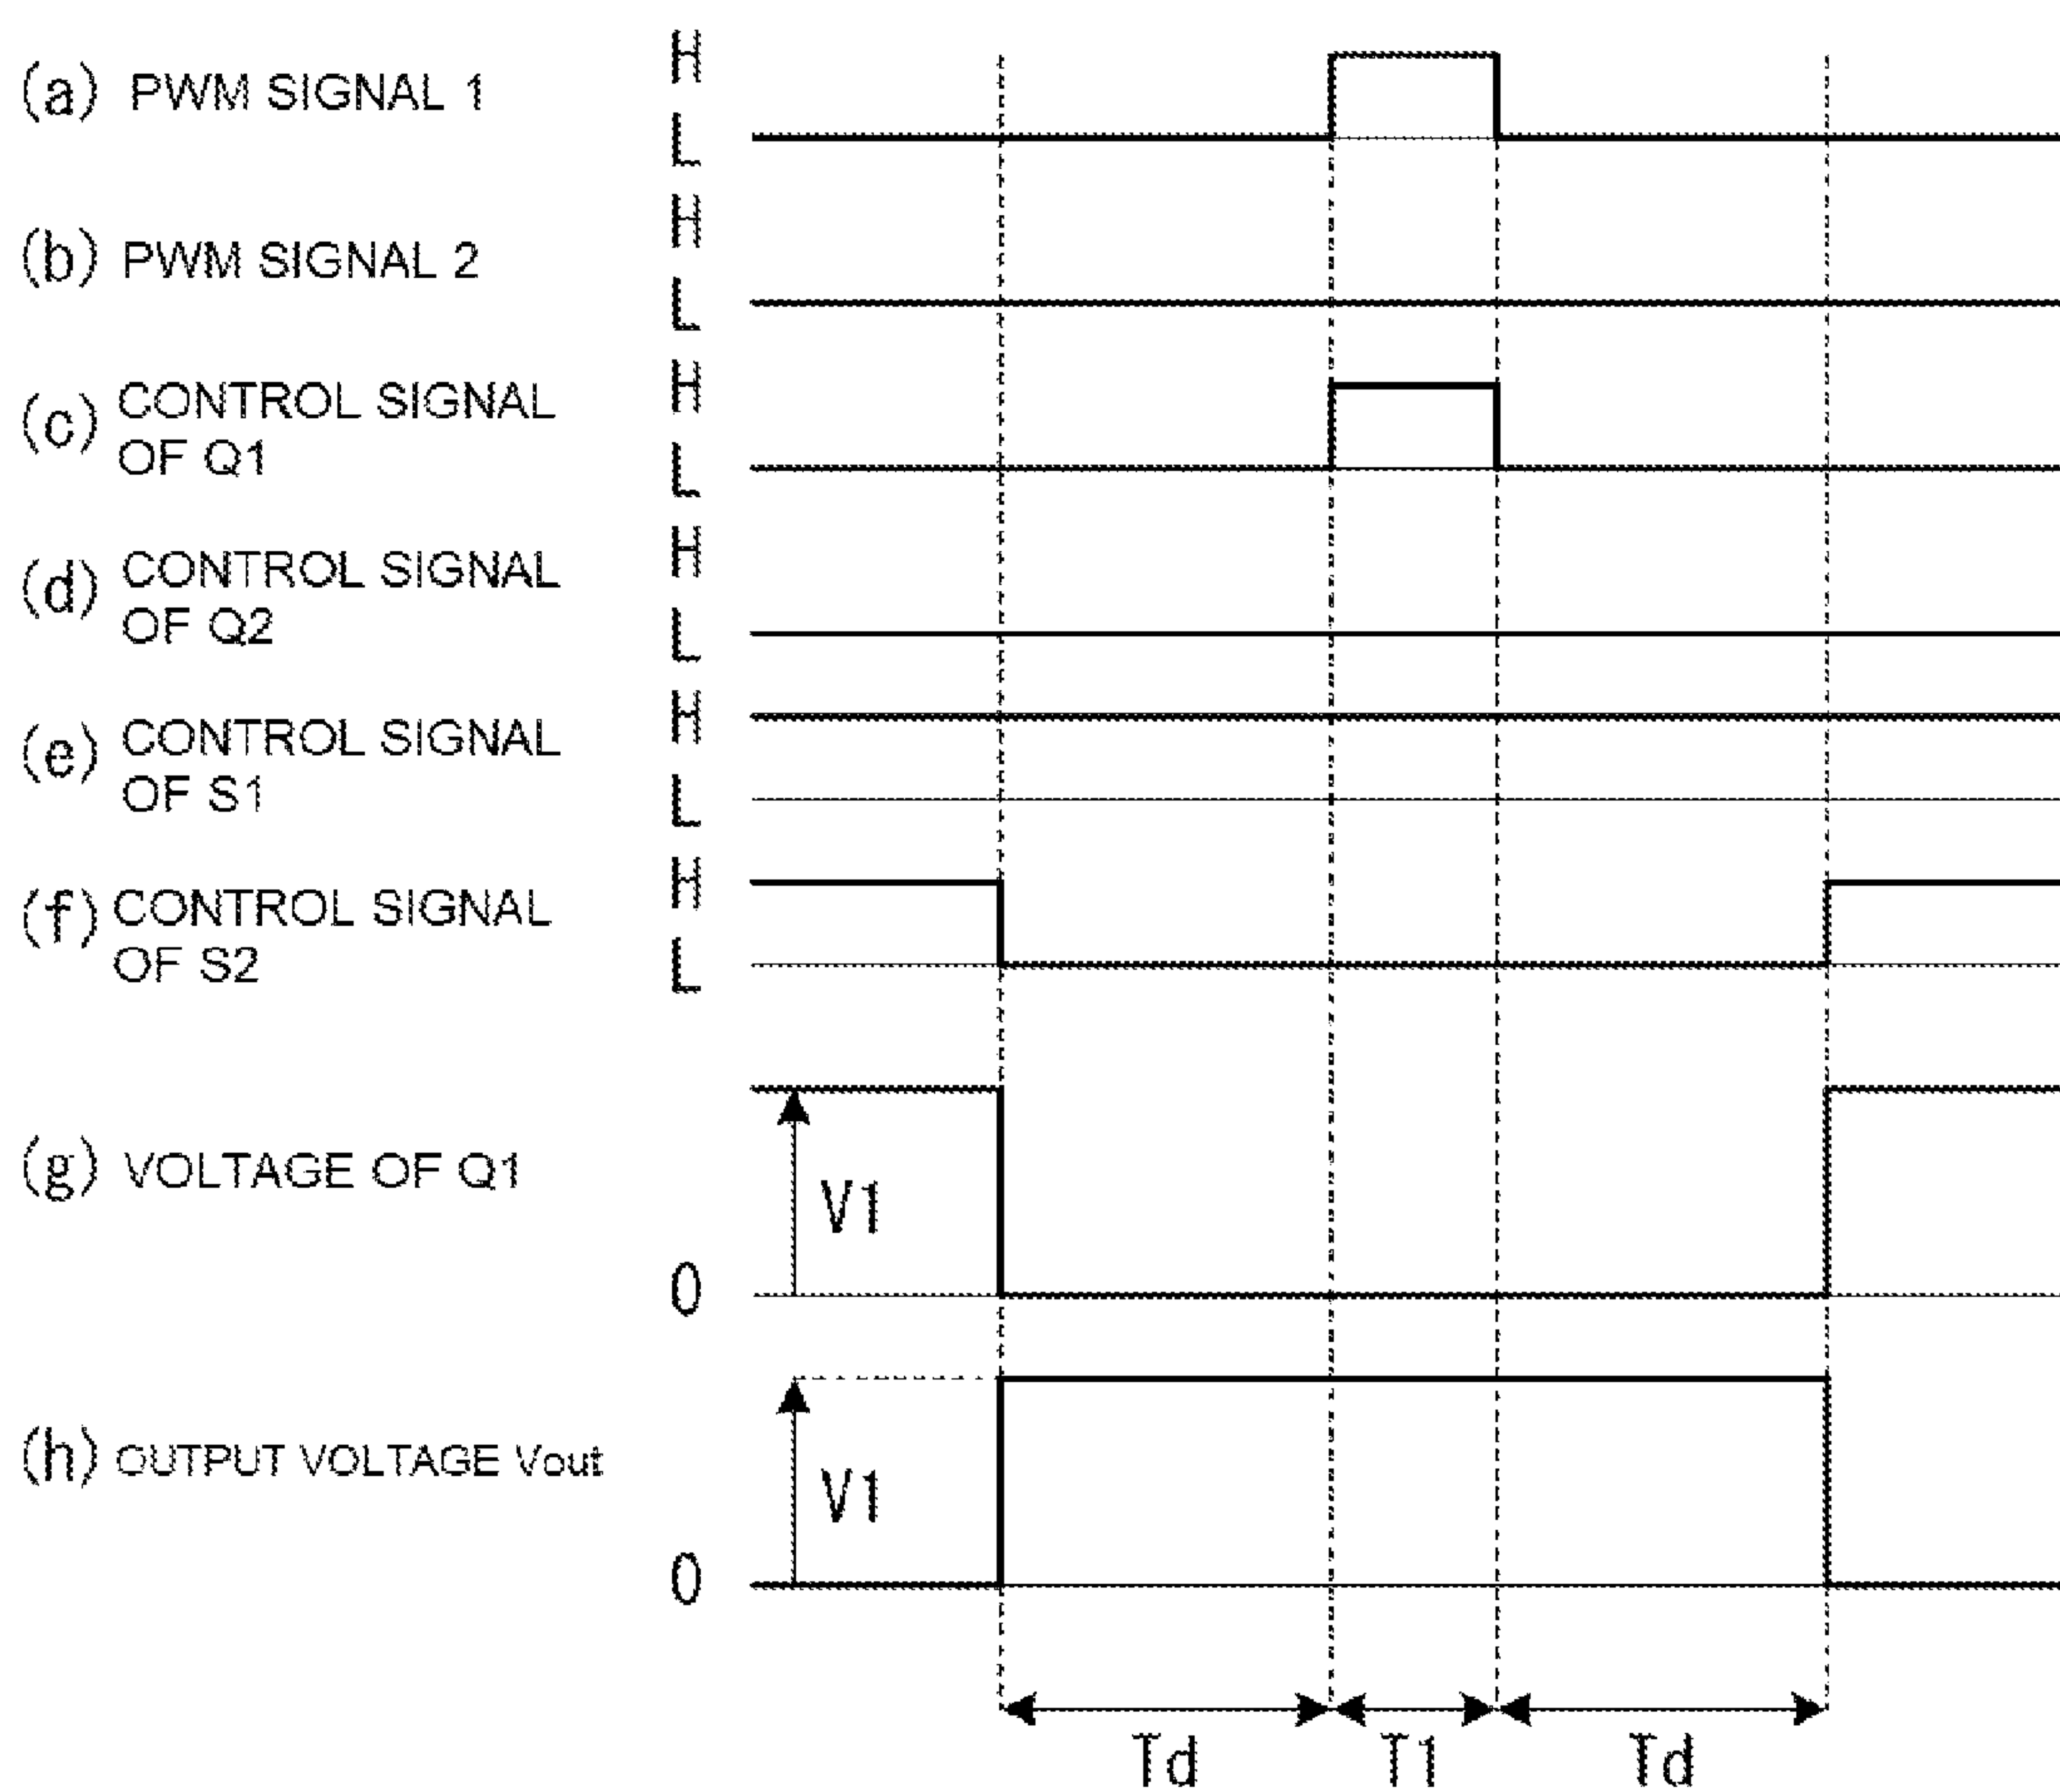 (a) PWM SIGNAL 1
H
L
(b) PWM SIGNAL 2
H
L
(c) CONTROL SIGNAL
OF Q1
H
L
(d) CONTROL SIGNAL
OF Q2
H
L
(e) CONTROL SIGNAL
OF S1
H
L
(f) CONTROL SIGNAL
OF S2
H
L
(g) VOLTAGE OF Q1
V1
0
(h) OUTPUT VOLTAGE Vout
V1
0
Td T1 Td